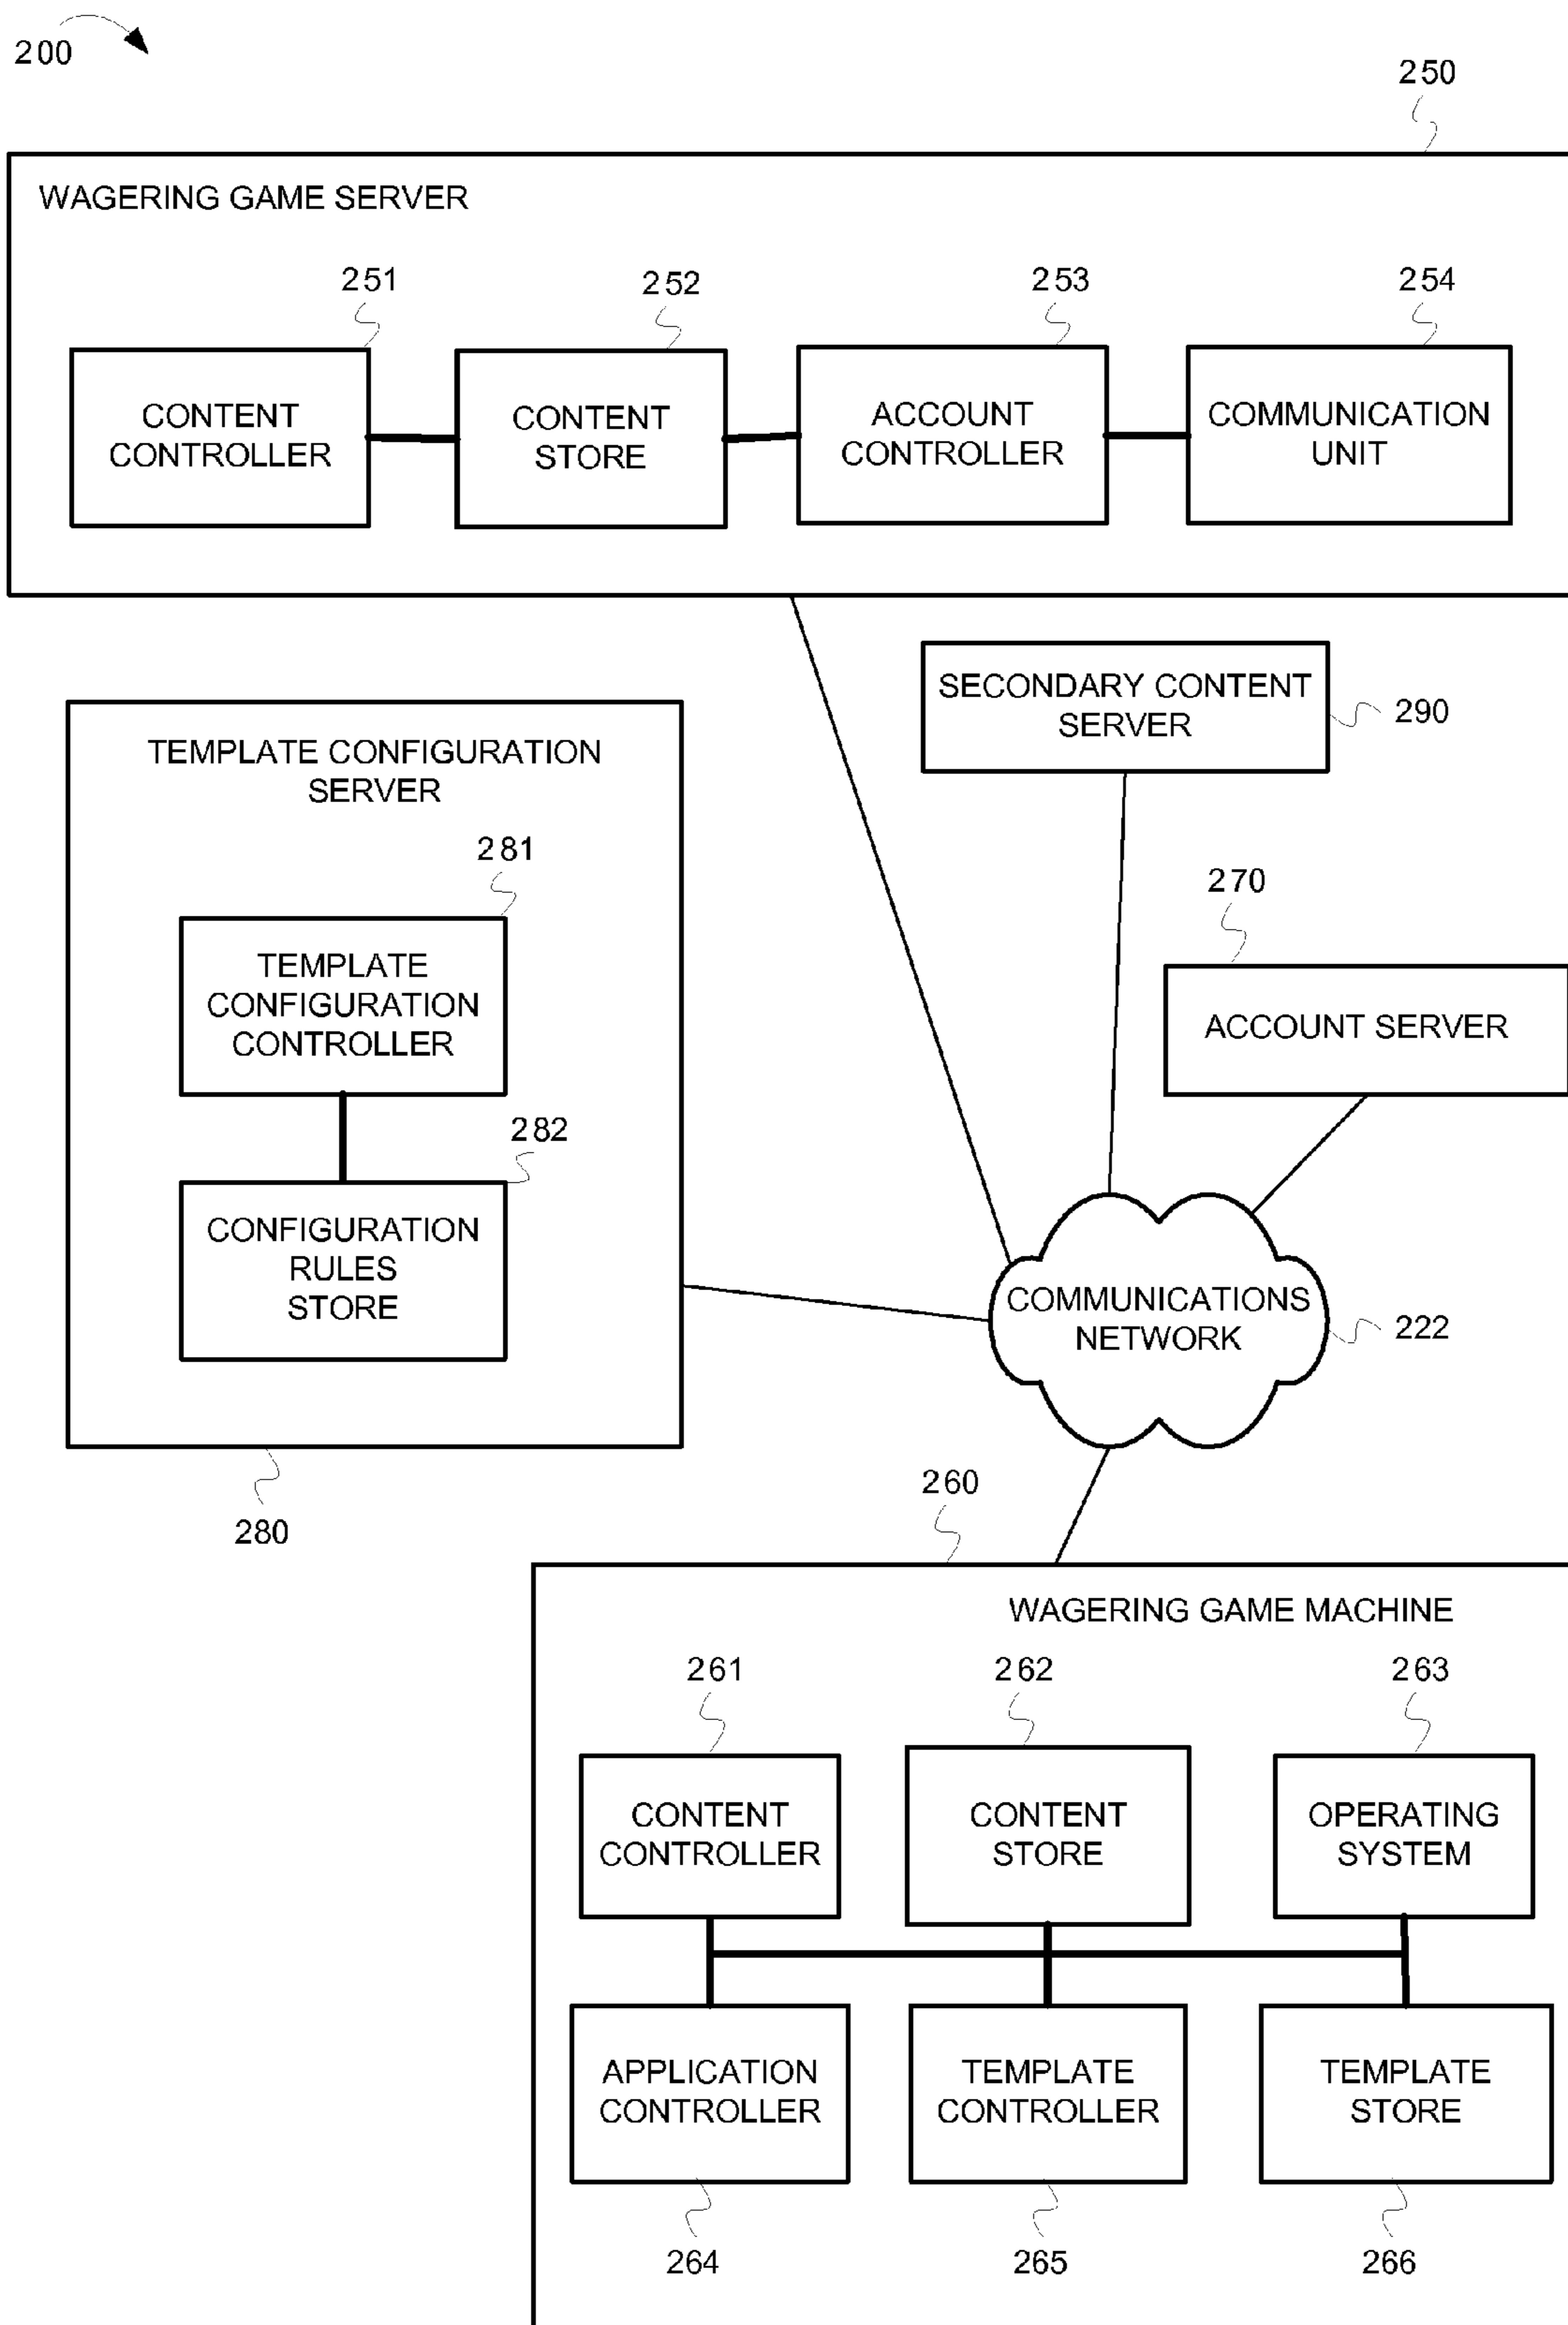 200
250
WAGERING GAME SERVER
251
252
253
254
CONTENT
CONTROLLER
CONTENT
STORE
ACCOUNT
CONTROLLER
COMMUNICATION
UNIT
SECONDARY CONTENT
SERVER
290
TEMPLATE CONFIGURATION
SERVER
281
TEMPLATE
CONFIGURATION
CONTROLLER
282
CONFIGURATION
RULES
STORE
280
270
ACCOUNT SERVER
COMMUNICATIONS
NETWORK
222
260
WAGERING GAME MACHINE
261
262
263
CONTENT
CONTROLLER
CONTENT
STORE
OPERATING
SYSTEM
APPLICATION
CONTROLLER
TEMPLATE
CONTROLLER
TEMPLATE
STORE
264
265
266